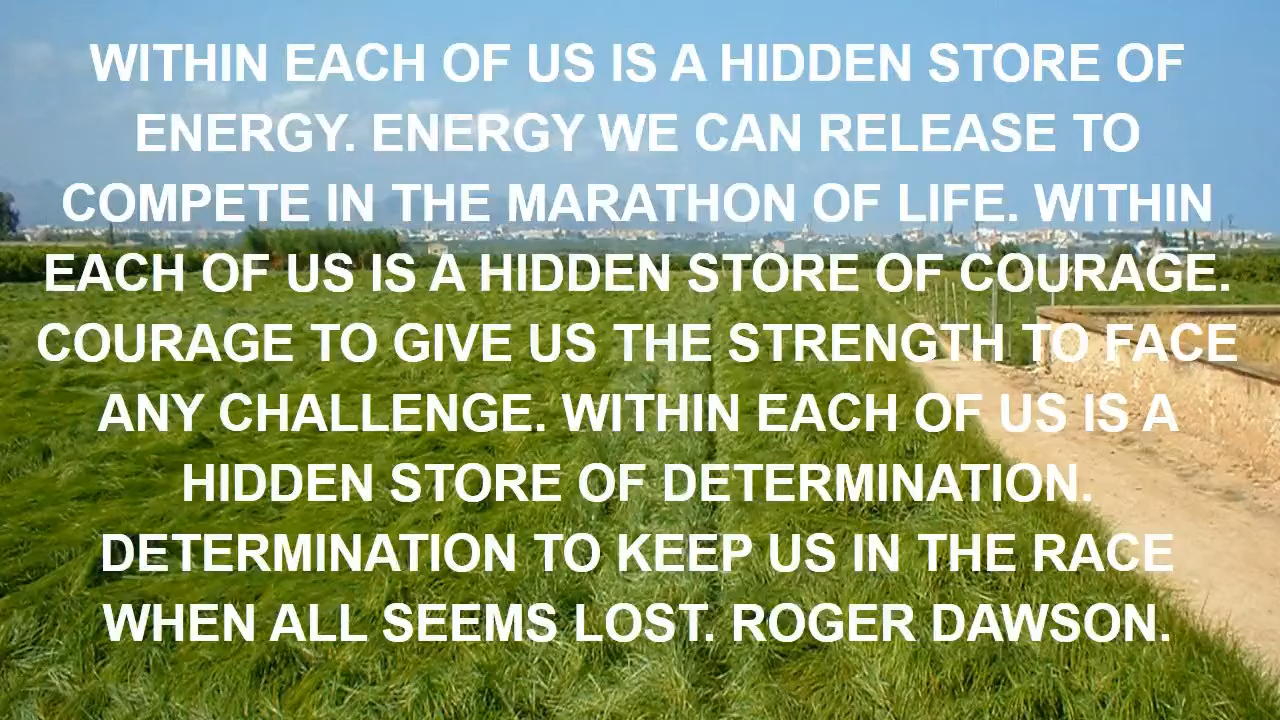 WITHIN EACH OF US IS A HIDDEN STORE OF
ENERGY. ENERGY WE CAN RELEASE TO
COMPETE IN THE MARATHON OF LIFE. WITHIN
EACH OF US IS A HIDDEN STORE OF COURAGE.
COURAGE TO GIVE US THE STRENGTH TO FACE
ANY CHALLENGE. WITHIN EACH OF US IS A
HIDDEN STORE OF DETERMINATION.
DETERMINATION TO KEEP US IN THE RACE
WHEN ALL SEEMS LOST. ROGER DAWSON.